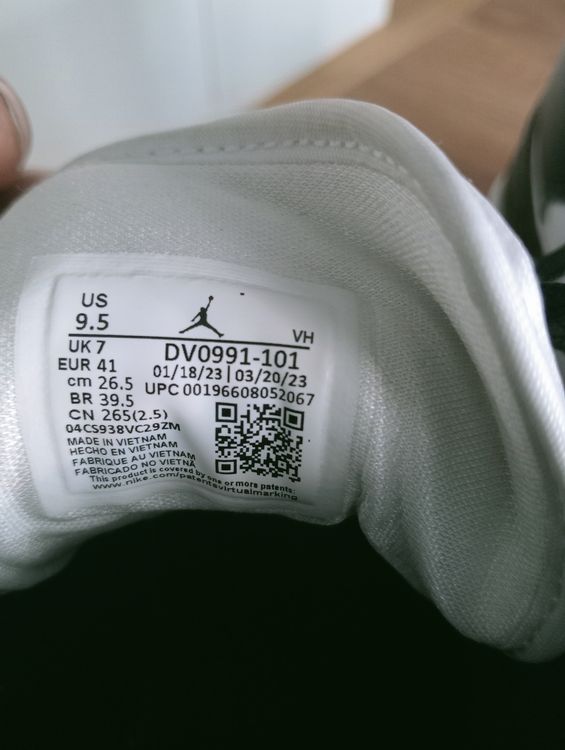 US
9.5
VH
UK 7
DV0991-101
EUR 41
01/18/23 | 03/20/23
cm 26.5
UPC 00196608052067
BR 39.5
CN 265(2.5)
04CS938VC29ZM
MADE IN VIETNAM
HECHO EN VIETNAM
FABRIQUE AU VIETNAM
FABRICADO NO VIETNÃ
This product is covered by one or more patents:
www.nike.com/patentsvirtualmarking